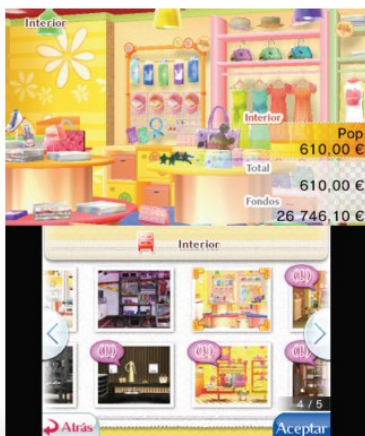 Interior
Interior
Pop
610,00 €
Total
610,00 €
Fondos
26 746,10 €
Interior
4 / 5
Atrás
Aceptar